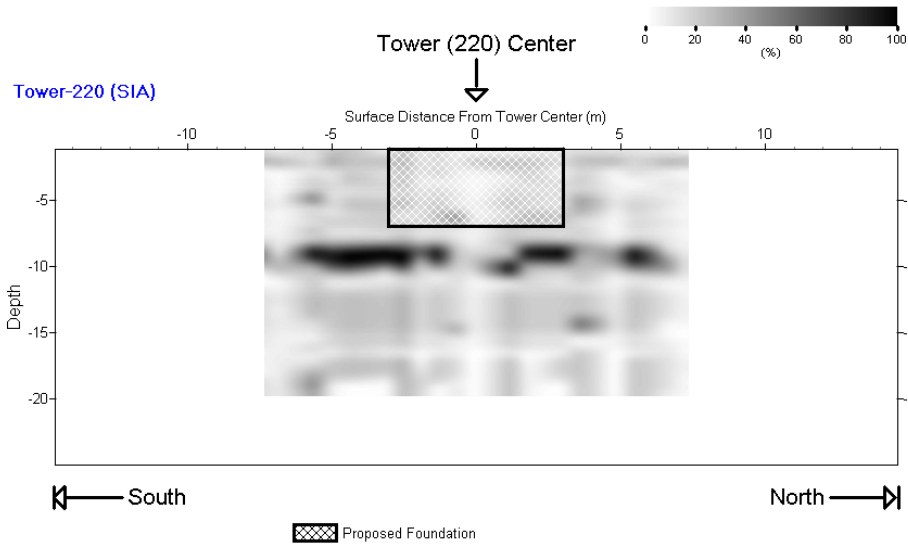 0 20 40 60 80 100
(%)
Tower (220) Center
Tower-220 (SIA)
Surface Distance From Tower Center (m)
-10 -5 0 5 10
-5
-10
-15
-20
Depth
South
North
Proposed Foundation